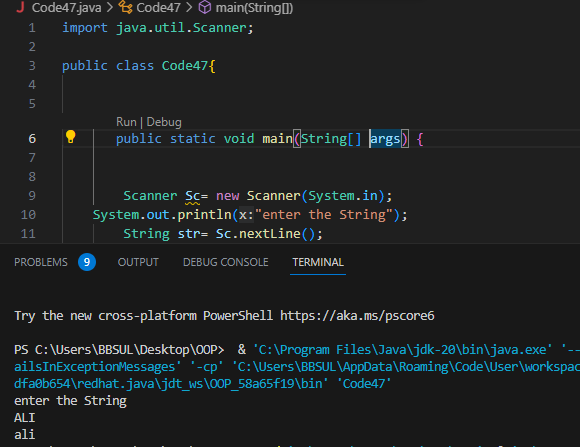 Code47.java > Code47 > main(String[])
1 import java.util.Scanner;
2
3 public class Code47{
4
5
Run | Debug
6 public static void main(String[] args) {
7
8
9 Scanner Sc= new Scanner(System.in);
10 System.out.println(x:"enter the String");
11 String str= Sc.nextLine();
PROBLEMS 9 OUTPUT DEBUG CONSOLE TERMINAL
Try the new cross-platform PowerShell https://aka.ms/pscore6
PS C:\Users\BBSUL\Desktop\OOP> & 'C:\Program Files\Java\jdk-20\bin\java.exe' '--
ailsInExceptionMessages' '-cp' 'C:\Users\BBSUL\AppData\Roaming\Code\User\workspac
dfa0b654\redhat.java\jdt_ws\OOP_58a65f19\bin' 'Code47'
enter the String
ALI
ali